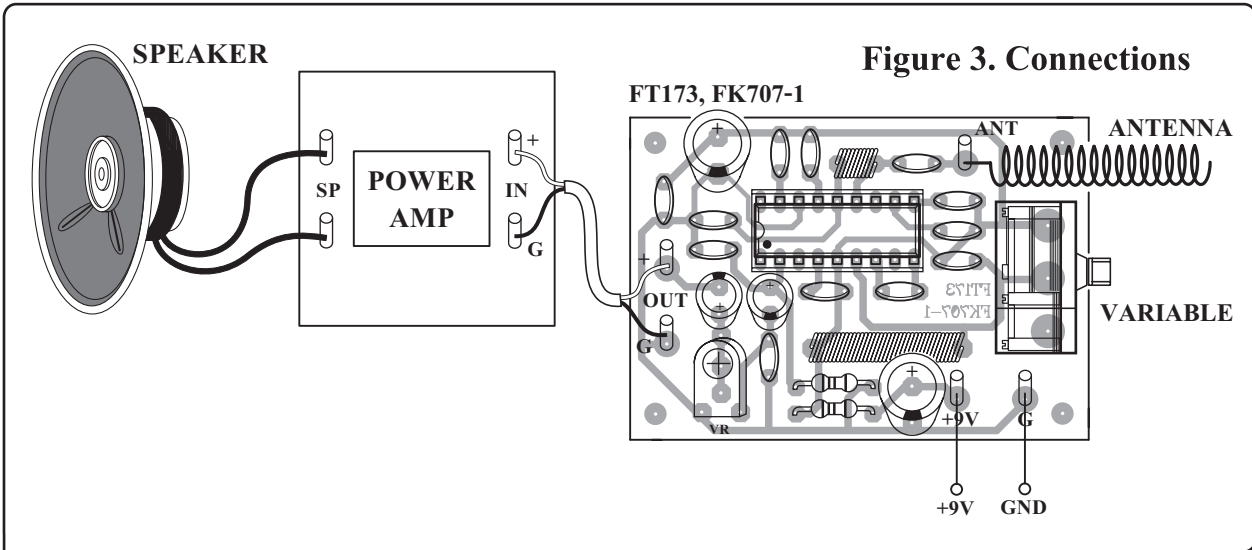 Figure 3. Connections
SPEAKER
FT173, FK707-1
ANT
ANTENNA
+
+
SP
POWER
AMP
IN
G
+
OUT
G
FT173
FK707-1
VARIABLE
+
+
+
VR
+9V
G
+9V
GND